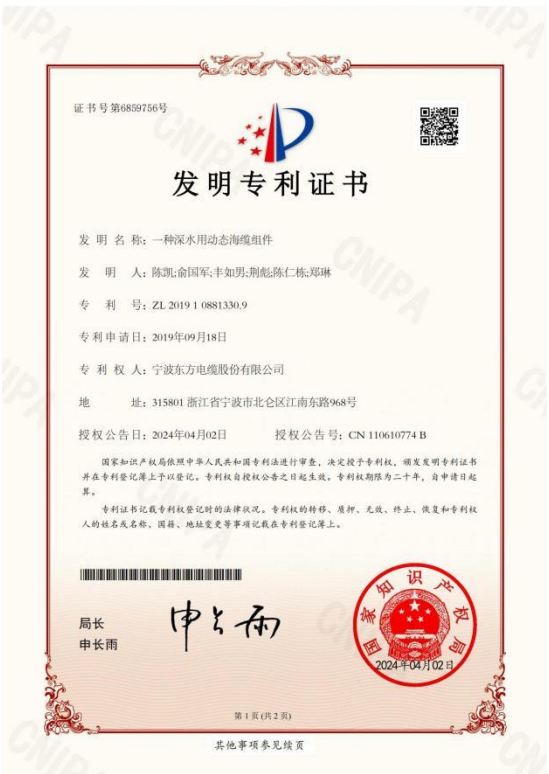 证书号第6859756号
发明专利证书
发明名称：一种深水用动态海缆组件
发明人：陈凯;俞国军;丰如男;荆彪;陈仁栋;郑琳
专利号：ZL 2019 1 0881330.9
专利申请日：2019年09月18日
专利权人：宁波东方电缆股份有限公司
地址：315801 浙江省宁波市北仑区江南东路968号
授权公告日：2024年04月02日 授权公告号：CN 110610774 B
国家知识产权局依照中华人民共和国专利法进行审查，决定授予专利权，颁发发明专利证书
并在专利登记簿上予以登记。专利权自授权公告之日起生效。专利权期限为二十年，自申请日起
算。
专利证书记载专利权登记时的法律状况。专利权的转移、质押、无效、终止、恢复和专利权
人的姓名或名称、国籍、地址变更等事项记载在专利登记簿上。
局长
申长雨
申长雨
国家知识产权局
2024年04月02日
第 1 页 (共 2 页)
其他事项参见续页
CNIPA